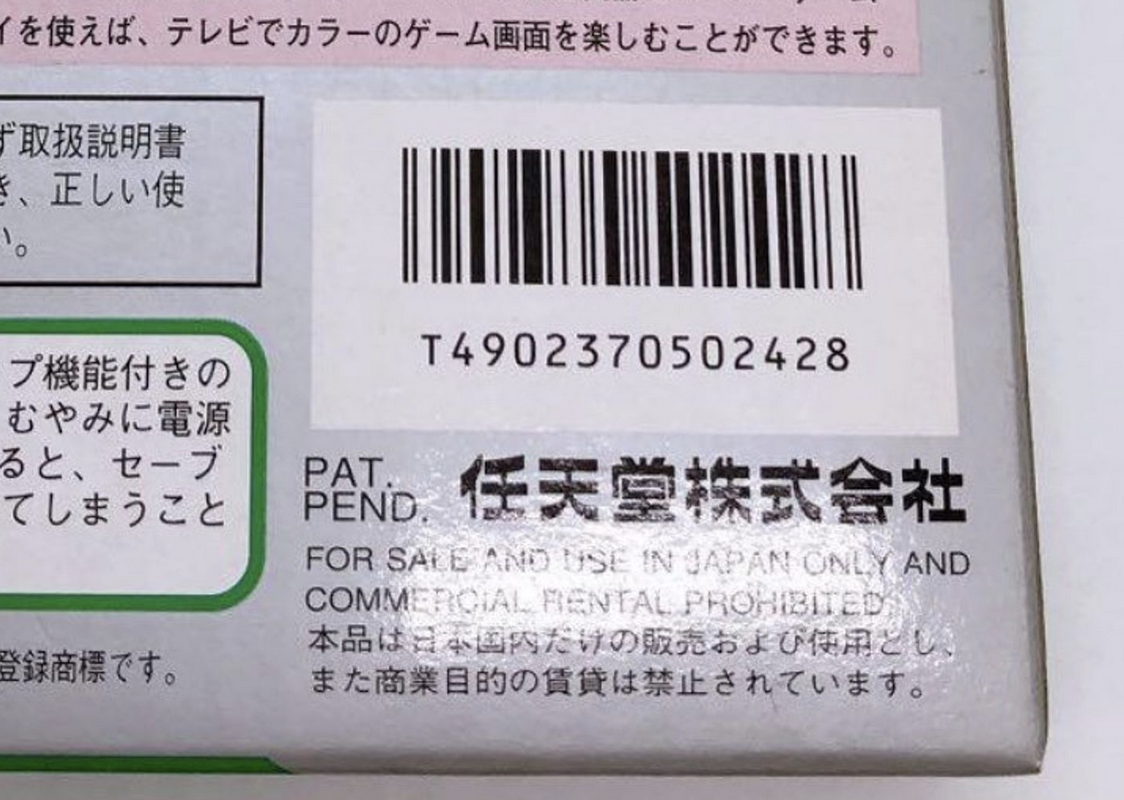 イを使えば、テレビでカラーのゲーム画面を楽しむことができます。
ず取扱説明書
き、正しい使
い。
T4902370502428
プ機能付きの
むやみに電源
ると、セーブ
てしまうこと
PAT.
PEND.
任天堂株式会社
FOR SALE AND USE IN JAPAN ONLY AND
COMMERCIAL RENTAL PROHIBITED.
本品は日本国内だけの販売および使用とし、
また商業目的の賃貸は禁止されています。
登録商標です。